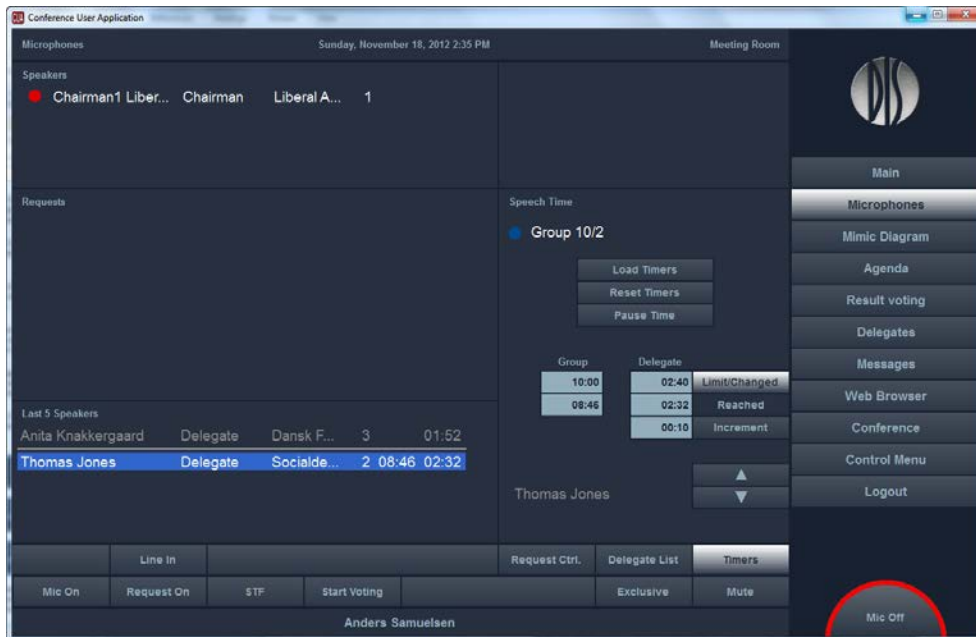 Conference User Application
Microphones
Sunday, November 18, 2012 2:35 PM
Meeting Room
DIS
Speakers
Chairman1 Liber... Chairman Liberal A... 1
Requests
Last 5 Speakers
Anita Knakkergaard Delegate Dansk F... 3 01:52
Thomas Jones Delegate Socialde... 2 08:46 02:32
Speech Time
Group 10/2
Load Timers
Reset Timers
Pause Time
Group Delegate
10:00 02:40 Limit/Changed
08:46 02:32 Reached
00:10 Increment
Thomas Jones
▲
▼
Main
Microphones
Mimic Diagram
Agenda
Result voting
Delegates
Messages
Web Browser
Conference
Control Menu
Logout
Line In
Request Ctrl. Delegate List Timers
Mic On Request On STF Start Voting Exclusive Mute
Mic Off
Anders Samuelsen